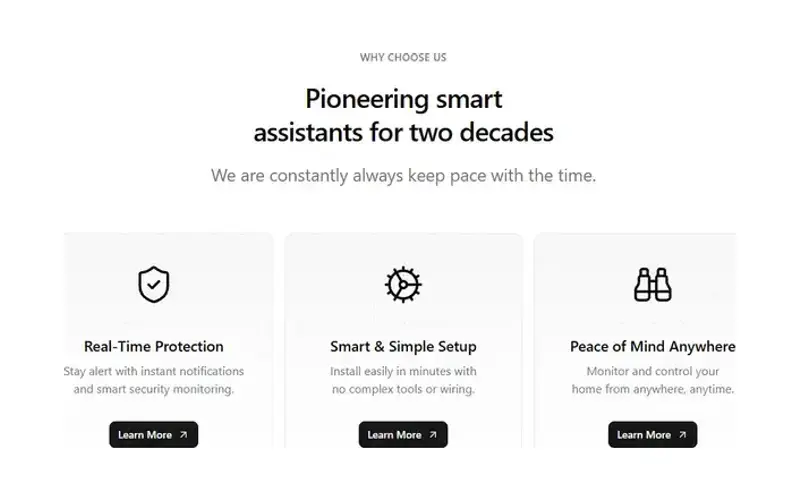 WHY CHOOSE US
Pioneering smart
assistants for two decades
We are constantly always keep pace with the time.
Real-Time Protection
Stay alert with instant notifications
and smart security monitoring.
Learn More
Smart & Simple Setup
Install easily in minutes with
no complex tools or wiring.
Learn More
Peace of Mind Anywhere
Monitor and control your
home from anywhere, anytime.
Learn More